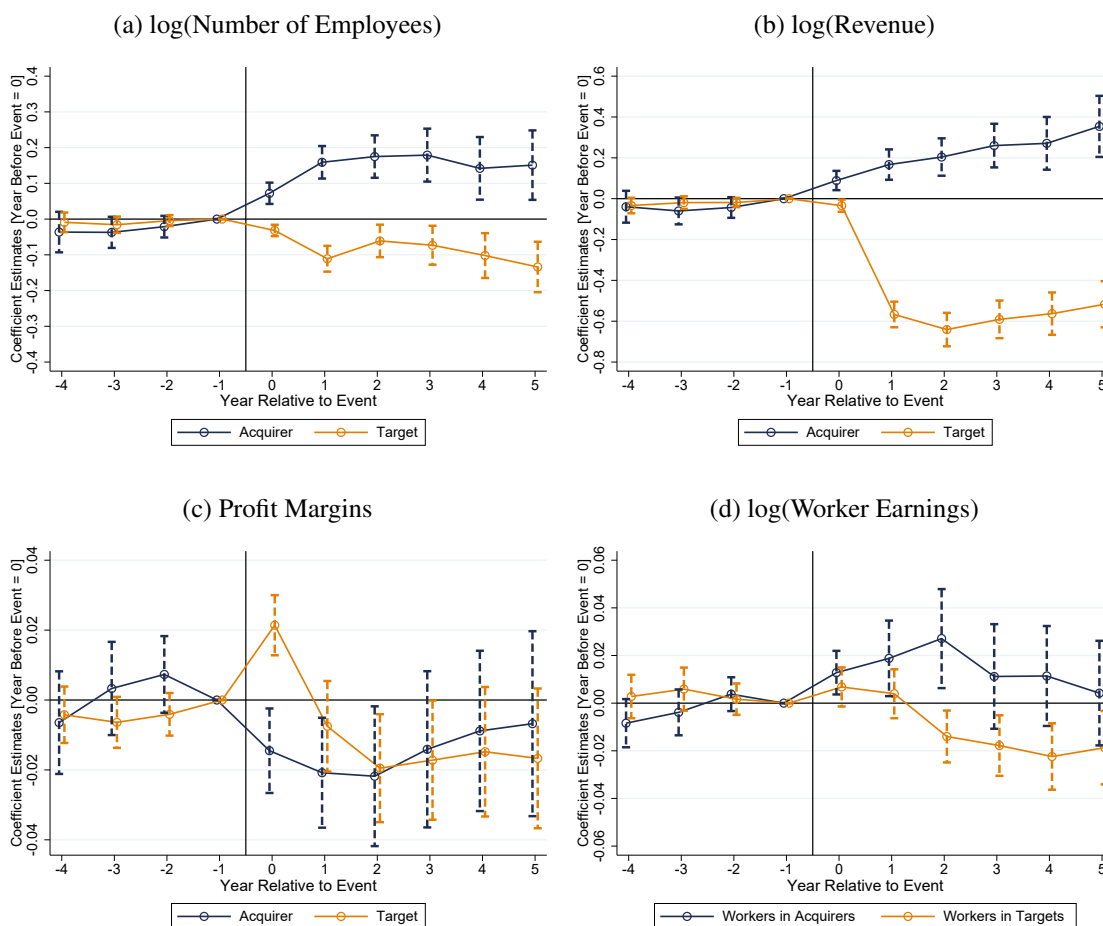 (a) log(Number of Employees)
Coefficient Estimates [Year Before Event = 0]
0.4
0.3
0.2
0.1
0.0
-0.1
-0.2
-0.3
-0.4
-4 -3 -2 -1 0 1 2 3 4 5
Year Relative to Event
Acquirer Target
(b) log(Revenue)
Coefficient Estimates [Year Before Event = 0]
0.6
0.4
0.2
0.0
-0.2
-0.4
-0.6
-0.8
-4 -3 -2 -1 0 1 2 3 4 5
Year Relative to Event
Acquirer Target
(c) Profit Margins
Coefficient Estimates [Year Before Event = 0]
0.04
0.02
0.00
-0.02
-0.04
-4 -3 -2 -1 0 1 2 3 4 5
Year Relative to Event
Acquirer Target
(d) log(Worker Earnings)
Coefficient Estimates [Year Before Event = 0]
0.06
0.04
0.02
0.00
-0.02
-0.04
-0.06
-4 -3 -2 -1 0 1 2 3 4 5
Year Relative to Event
Workers in Acquirers Workers in Targets